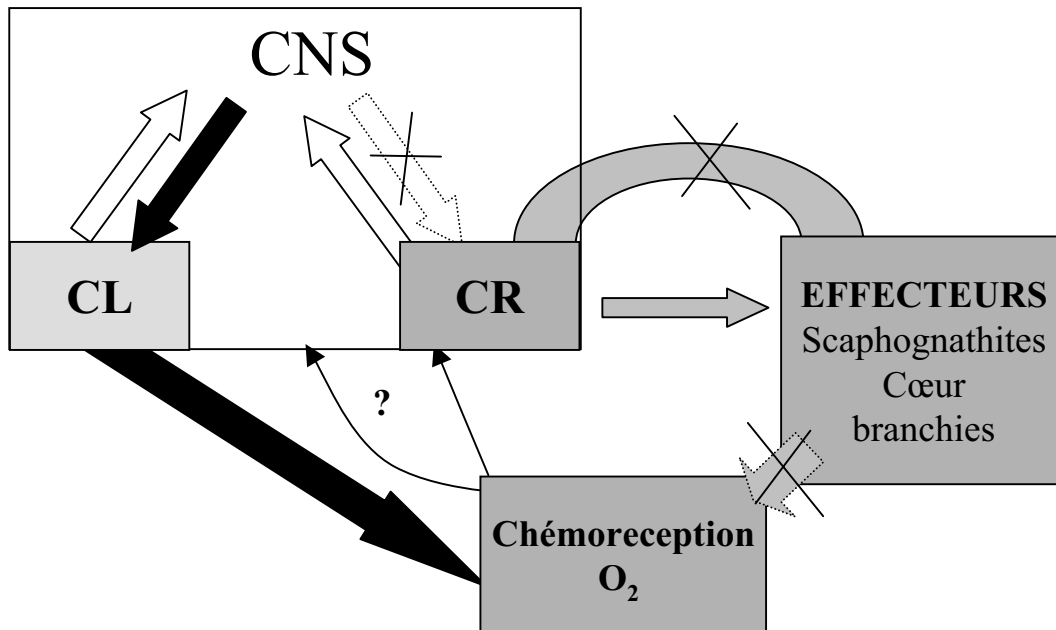 CNS
CL
CR
EFFECTEURS
Scaphognathites
Cœur
branchies
?
Chémoreception
O₂